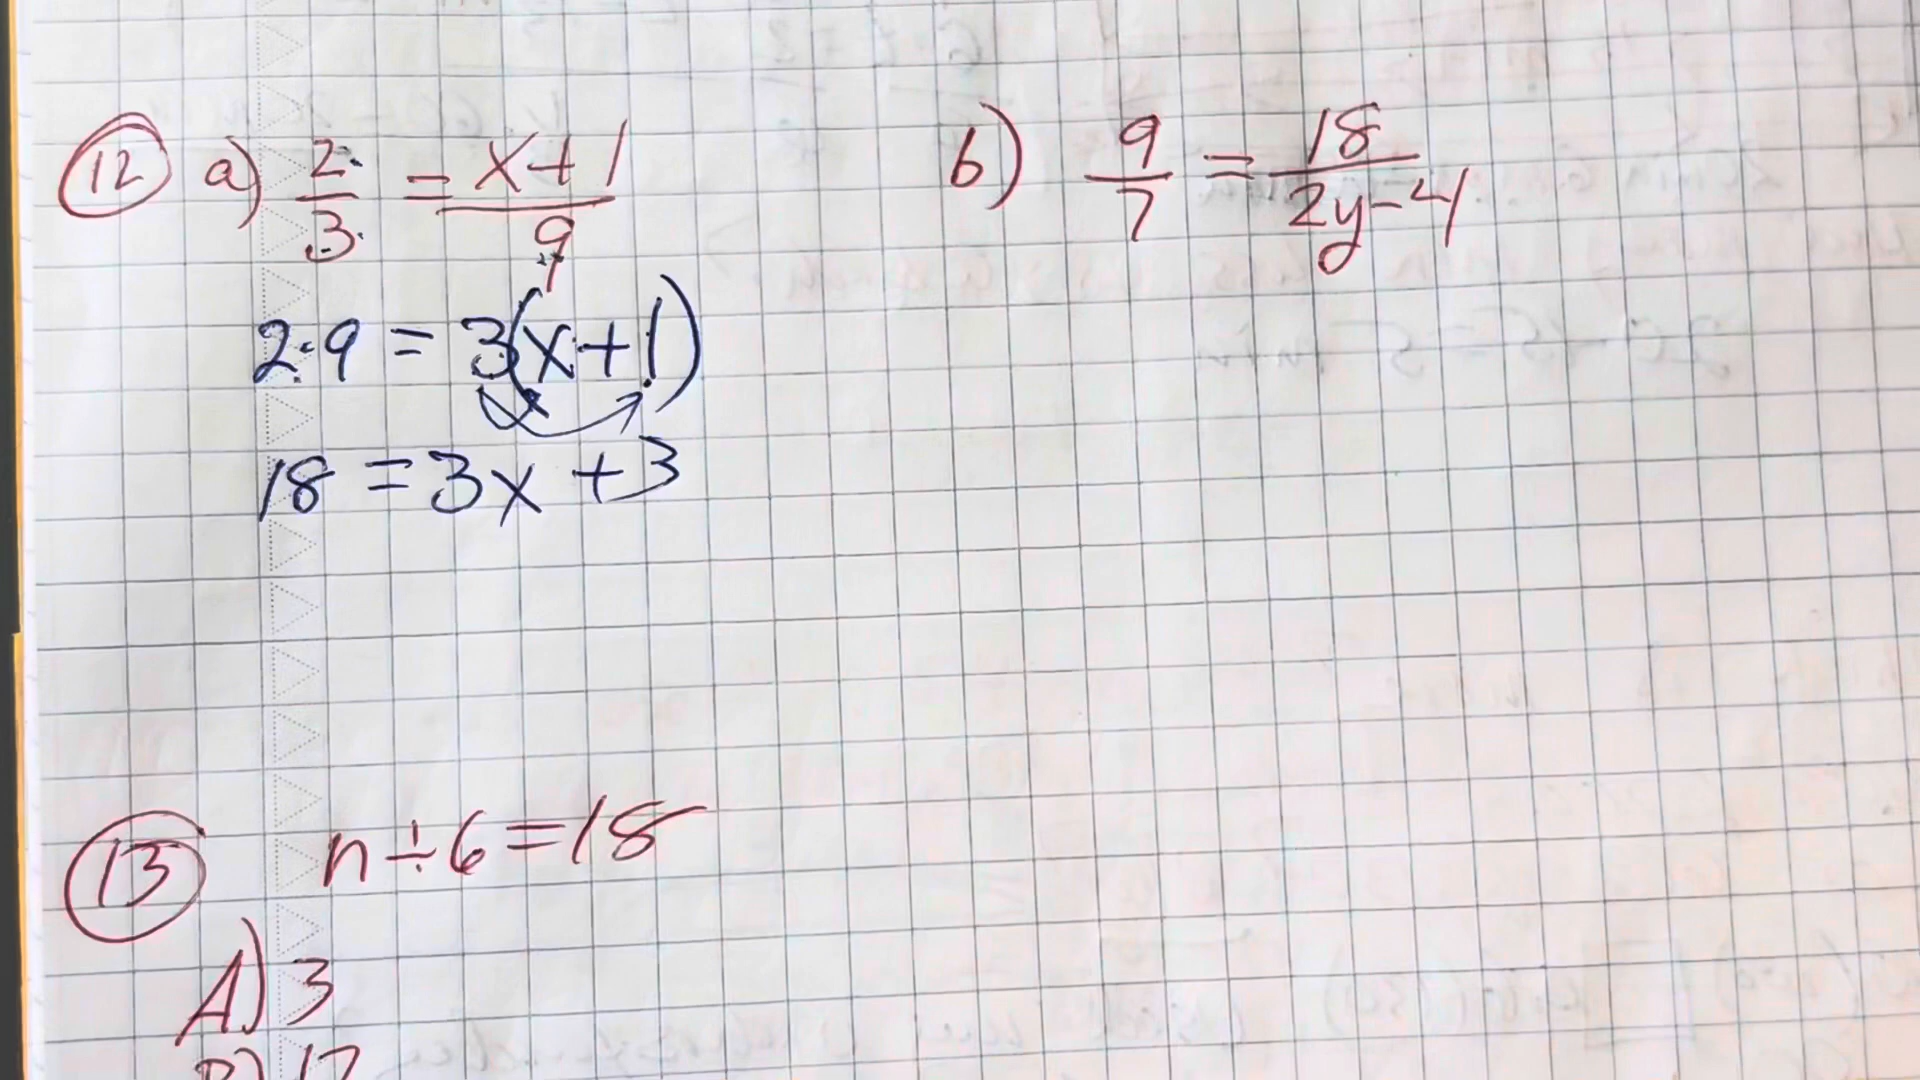 12 a) 2/3 = x+1/9
2·9 = 3(x+1)
18 = 3x + 3
b) 9/7 = 18/2y-4
13 n÷6=18
A) 3